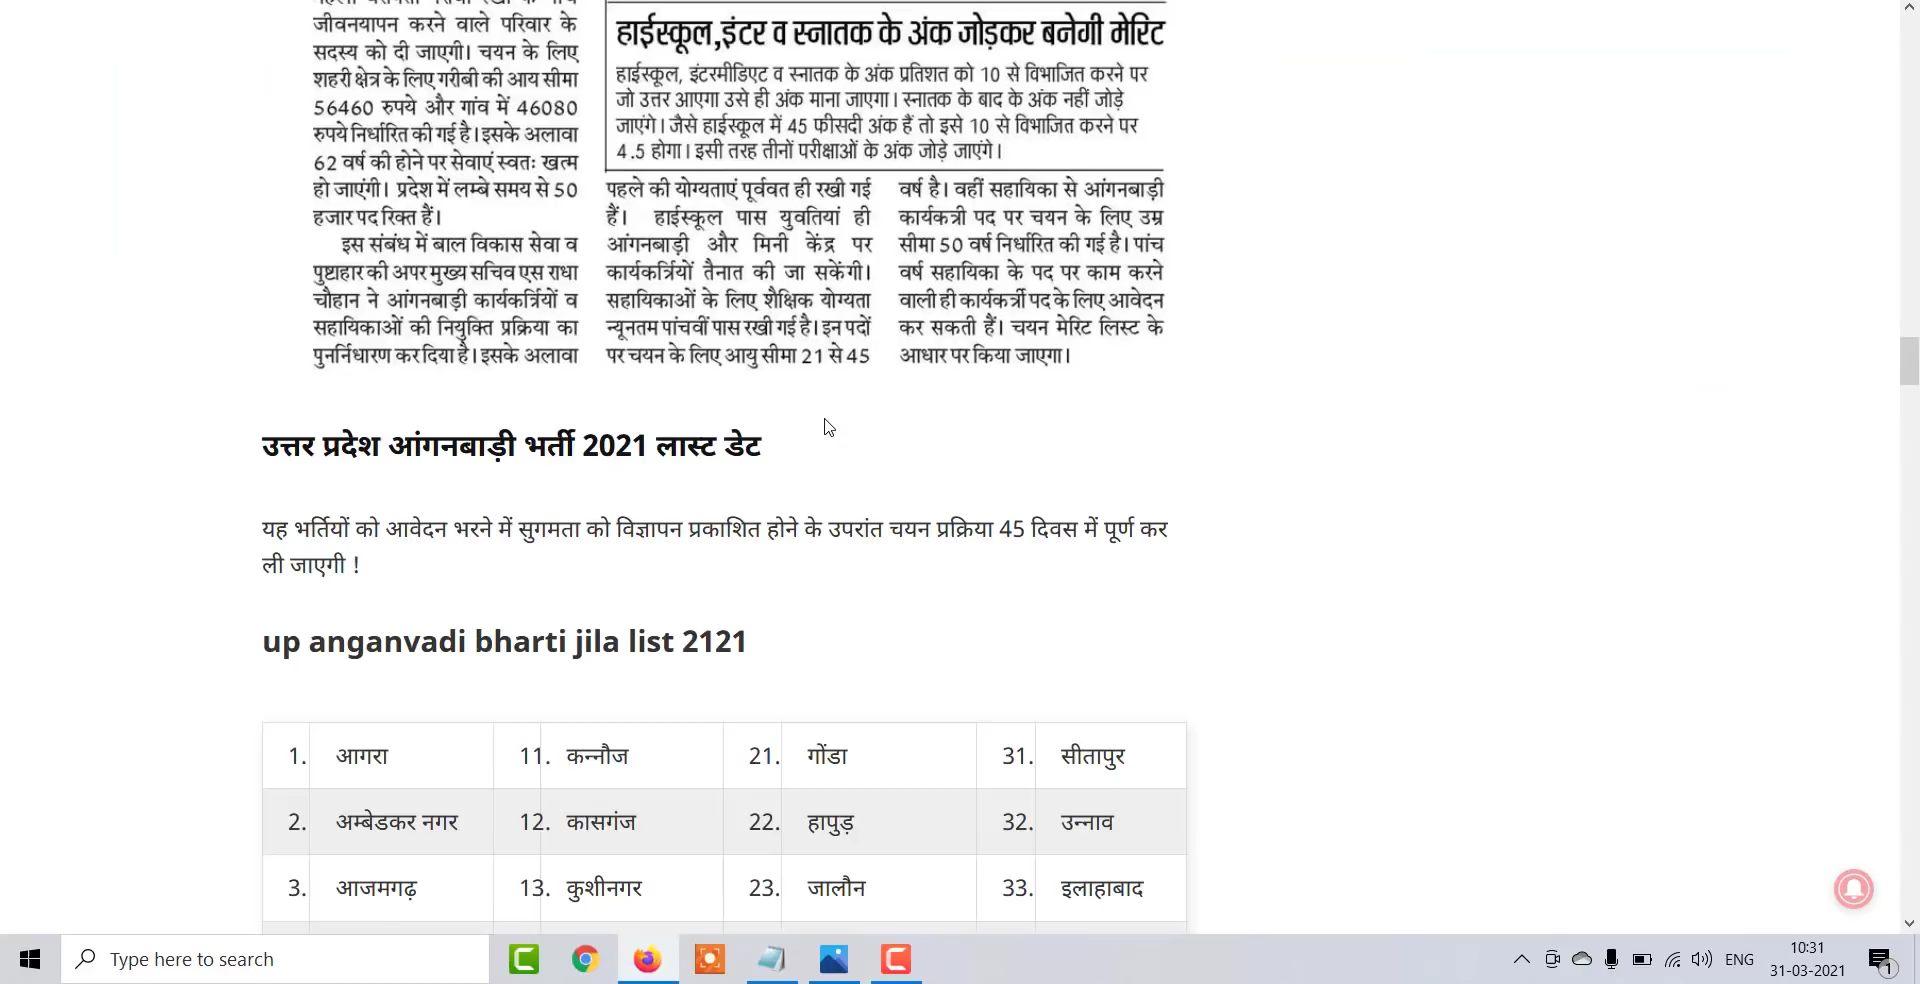 जीवनयापन करने वाले परिवार के
सदस्य को दी जाएगी। चयन के लिए
शहरी क्षेत्र के लिए गरीबी की आय सीमा
56460 रुपये और गांव में 46080
रुपये निर्धारित की गई है। इसके अलावा
62 वर्ष की होने पर सेवाएं स्वतः खत्म
हो जाएंगी। प्रदेश में लम्बे समय से 50
हजार पद रिक्त हैं।
इस संबंध में बाल विकास सेवा व
पुष्टाहार की अपर मुख्य सचिव एस राधा
चौहान ने आंगनबाड़ी कार्यकर्त्रियों व
सहायिकाओं की नियुक्ति प्रक्रिया का
पुनर्निधारण कर दिया है। इसके अलावा
हाईस्कूल,इंटर व स्नातक के अंक जोड़कर बनेगी मेरिट
हाईस्कूल, इंटरमीडिएट व स्नातक के अंक प्रतिशत को 10 से विभाजित करने पर
जो उत्तर आएगा उसे ही अंक माना जाएगा। स्नातक के बाद के अंक नहीं जोड़े
जाएंगे। जैसे हाईस्कूल में 45 फीसदी अंक हैं तो इसे 10 से विभाजित करने पर
4.5 होगा। इसी तरह तीनों परीक्षाओं के अंक जोड़े जाएंगे।
पहले की योग्यताएं पूर्ववत ही रखी गई
हैं। हाईस्कूल पास युवतियां ही
आंगनबाड़ी और मिनी केंद्र पर
कार्यकर्त्रियों तैनात की जा सकेंगी।
सहायिकाओं के लिए शैक्षिक योग्यता
न्यूनतम पांचवीं पास रखी गई है। इन पदों
पर चयन के लिए आयु सीमा 21 से 45
वर्ष है। वहीं सहायिका से आंगनबाड़ी
कार्यकत्री पद पर चयन के लिए उम्र
सीमा 50 वर्ष निर्धारित की गई है। पांच
वर्ष सहायिका के पद पर काम करने
वाली ही कार्यकर्त्री पद के लिए आवेदन
कर सकती हैं। चयन मेरिट लिस्ट के
आधार पर किया जाएगा।
उत्तर प्रदेश आंगनबाड़ी भर्ती 2021 लास्ट डेट
यह भर्तियों को आवेदन भरने में सुगमता को विज्ञापन प्रकाशित होने के उपरांत चयन प्रक्रिया 45 दिवस में पूर्ण कर
ली जाएगी !
up anganvadi bharti jila list 2121
1. आगरा 11. कन्नौज 21. गोंडा 31. सीतापुर
2. अम्बेडकर नगर 12. कासगंज 22. हापुड़ 32. उन्नाव
3. आजमगढ़ 13. कुशीनगर 23. जालौन 33. इलाहाबाद
Type here to search
ENG
10:31
31-03-2021
1